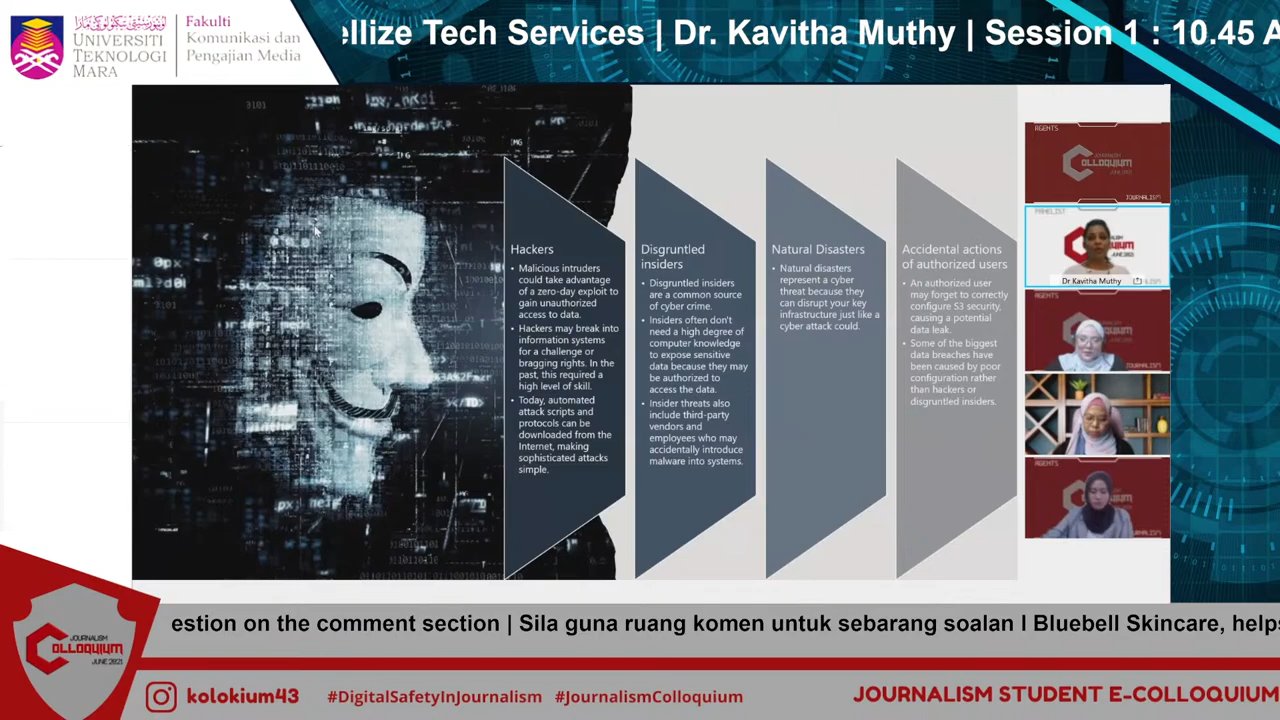 UNIVERSITI
TEKNOLOGI
MARA
Fakulti
Komunikasi dan
Pengajian Media
ellize Tech Services | Dr. Kavitha Muthy | Session 1 : 10.45 A
Hackers
• Malicious intruders
could take advantage
of a zero-day exploit to
gain unauthorized
access to data.
• Hackers may break into
information systems
for a challenge or
bragging rights. In the
past, this required a
high level of skill.
• Today, automated
attack scripts and
protocols can be
downloaded from the
Internet, making
sophisticated attacks
simple.
Disgruntled
insiders
• Disgruntled insiders
are a common source
of cyber crime.
• Insiders often don't
need a high degree of
computer knowledge
to expose sensitive
data because they may
be authorized to
access the data.
• Insider threats also
include third-party
vendors and
employees who may
accidentally introduce
malware into systems.
Natural Disasters
• Natural disasters
represent a cyber
threat because they
can disrupt your key
infrastructure just like a
cyber attack could.
Accidental actions
of authorized users
• An authorized user
may forget to correctly
configure S3 security,
causing a potential
data leak.
• Some of the biggest
data breaches have
been caused by poor
configuration rather
than hackers or
disgruntled insiders.
JOURNALISM
COLLOQUIUM
JUNE 2021
Dr Kavitha Muthy
estion on the comment section | Sila guna ruang komen untuk sebarang soalan I Bluebell Skincare, helps
JOURNALISM
COLLOQUIUM
JUNE 2021
kolokium43
#DigitalSafetyInJournalism #JournalismColloquium
JOURNALISM STUDENT E-COLLOQUIUM